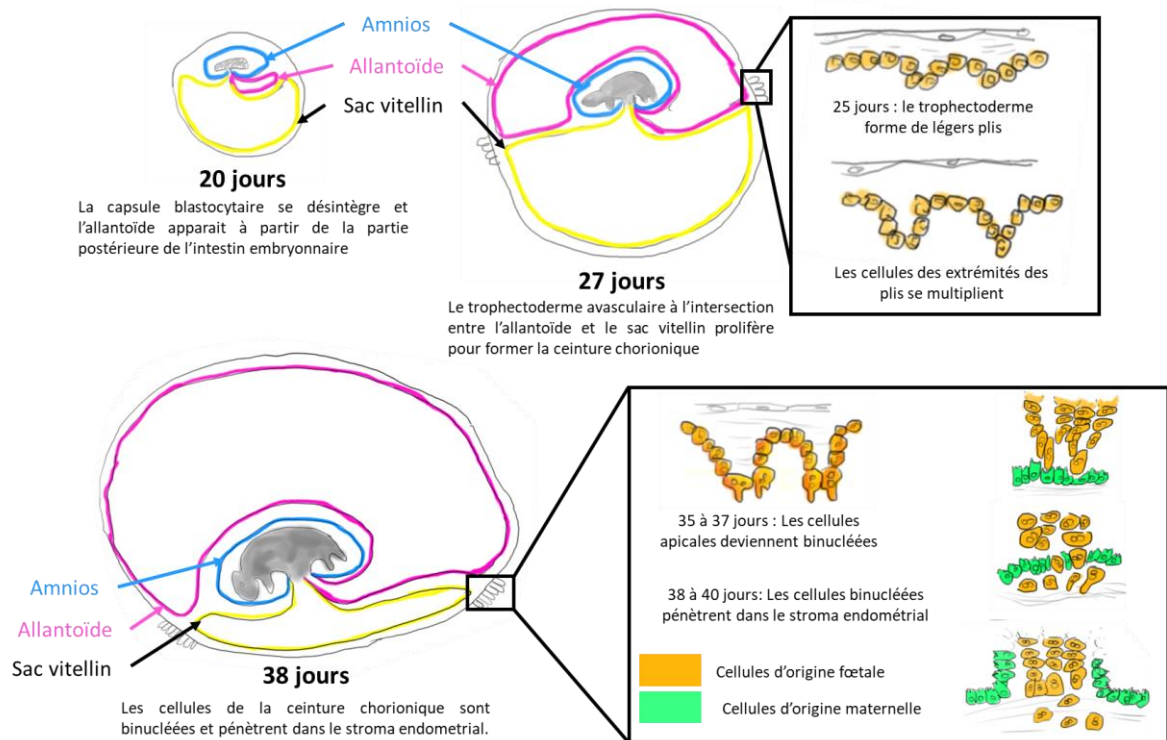 Amnios
Allantoïde
Sac vitellin
20 jours
La capsule blastocytaire se désintègre et
l'allantoïde apparait à partir de la partie
postérieure de l'intestin embryonnaire
27 jours
Le trophectoderme avasculaire à l'intersection
entre l'allantoïde et le sac vitellin prolifère
pour former la ceinture chorionique
25 jours : le trophectoderme
forme de légers plis
Les cellules des extrémités des
plis se multiplient
Amnios
Allantoïde
Sac vitellin
38 jours
Les cellules de la ceinture chorionique sont
binucléées et pénètrent dans le stroma endometrial.
35 à 37 jours : Les cellules
apicales deviennent binucléées
38 à 40 jours: Les cellules binucléées
pénètrent dans le stroma endométrial
Cellules d'origine fœtale
Cellules d'origine maternelle